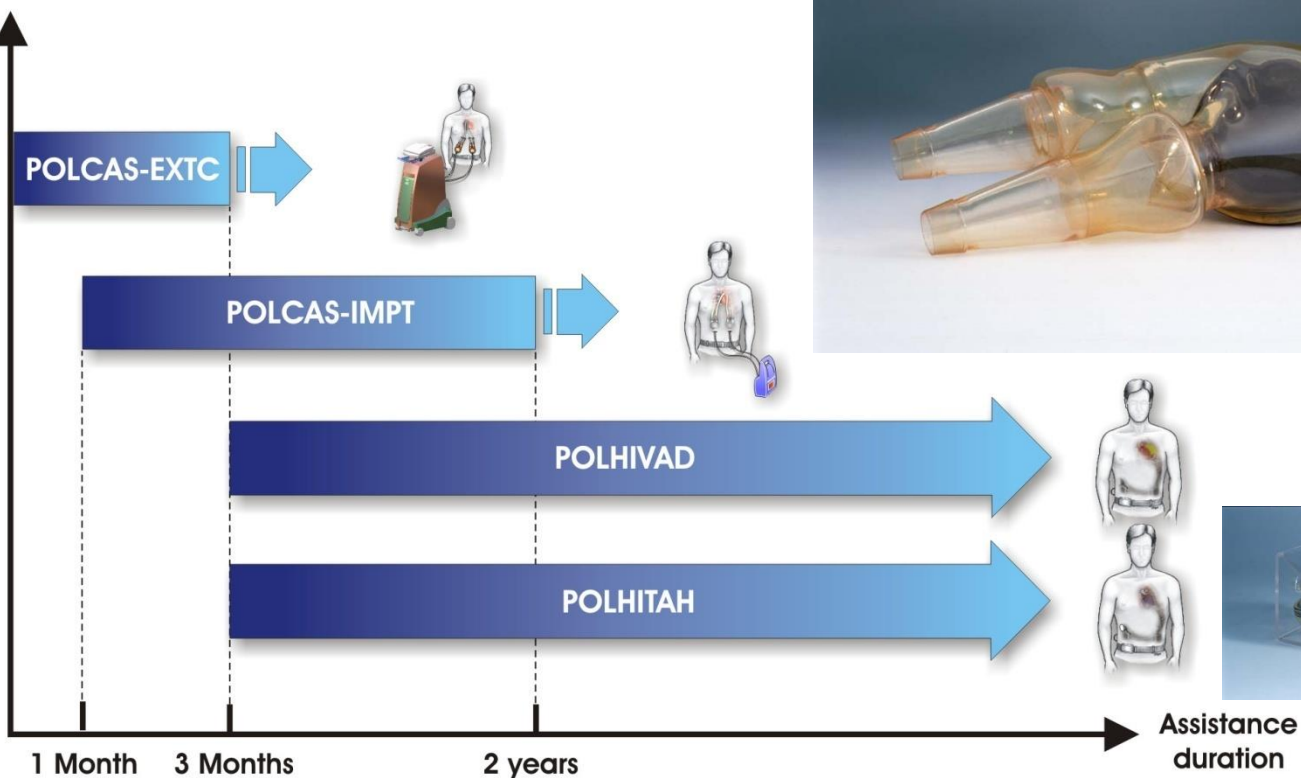 POLCAS-EXTC
POLCAS-IMPT
POLHIVAD
POLHITAH
1 Month
3 Months
2 years
Assistance
duration